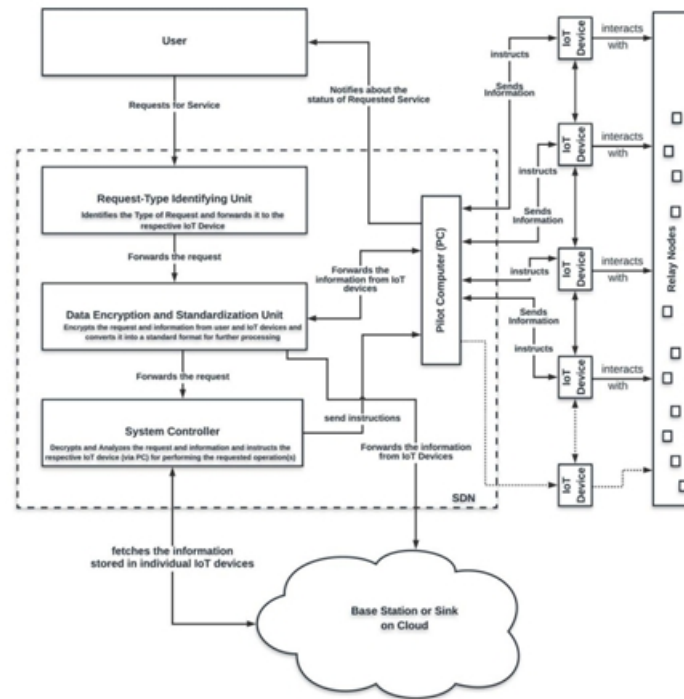 User
Requests for Service
Notifies about the
status of Requested Service
Request-Type Identifying Unit
Identifies the Type of Request and forwards it to the
respective IoT Device
Forwards the request
Data Encryption and Standardization Unit
Encrypts the request and information from user and IoT devices and
converts it into a standard format for further processing
Forwards the
information from IoT
devices
Forwards the request
System Controller
Decrypts and Analyzes the request and information and instructs the
respective IoT device (via PC) for performing the requested operation(s)
send instructions
Forwards the information
from IoT Devices
SDN
Pilot Computer (PC)
fetches the information
stored in individual IoT devices
Base Station or Sink
on Cloud
instructs
Sends
Information
instructs
Sends
Information
instructs
Sends
Information
instructs
IoT
Device
interacts
with
IoT
Device
interacts
with
IoT
Device
interacts
with
IoT
Device
interacts
with
IoT
Device
Relay Nodes